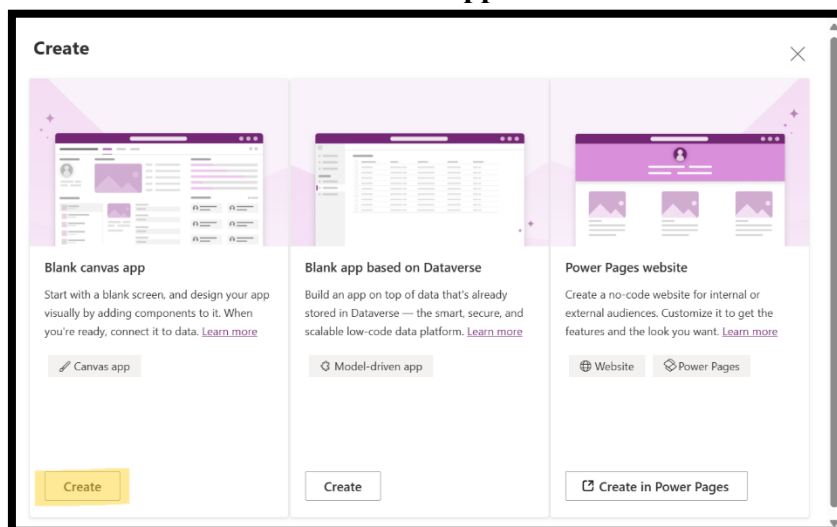 Create
Blank canvas app
Start with a blank screen, and design your app
visually by adding components to it. When
you're ready, connect it to data. Learn more
Canvas app
Create
Blank app based on Dataverse
Build an app on top of data that's already
stored in Dataverse — the smart, secure, and
scalable low-code data platform. Learn more
Model-driven app
Create
Power Pages website
Create a no-code website for internal or
external audiences. Customize it to get the
features and the look you want. Learn more
Website Power Pages
Create in Power Pages